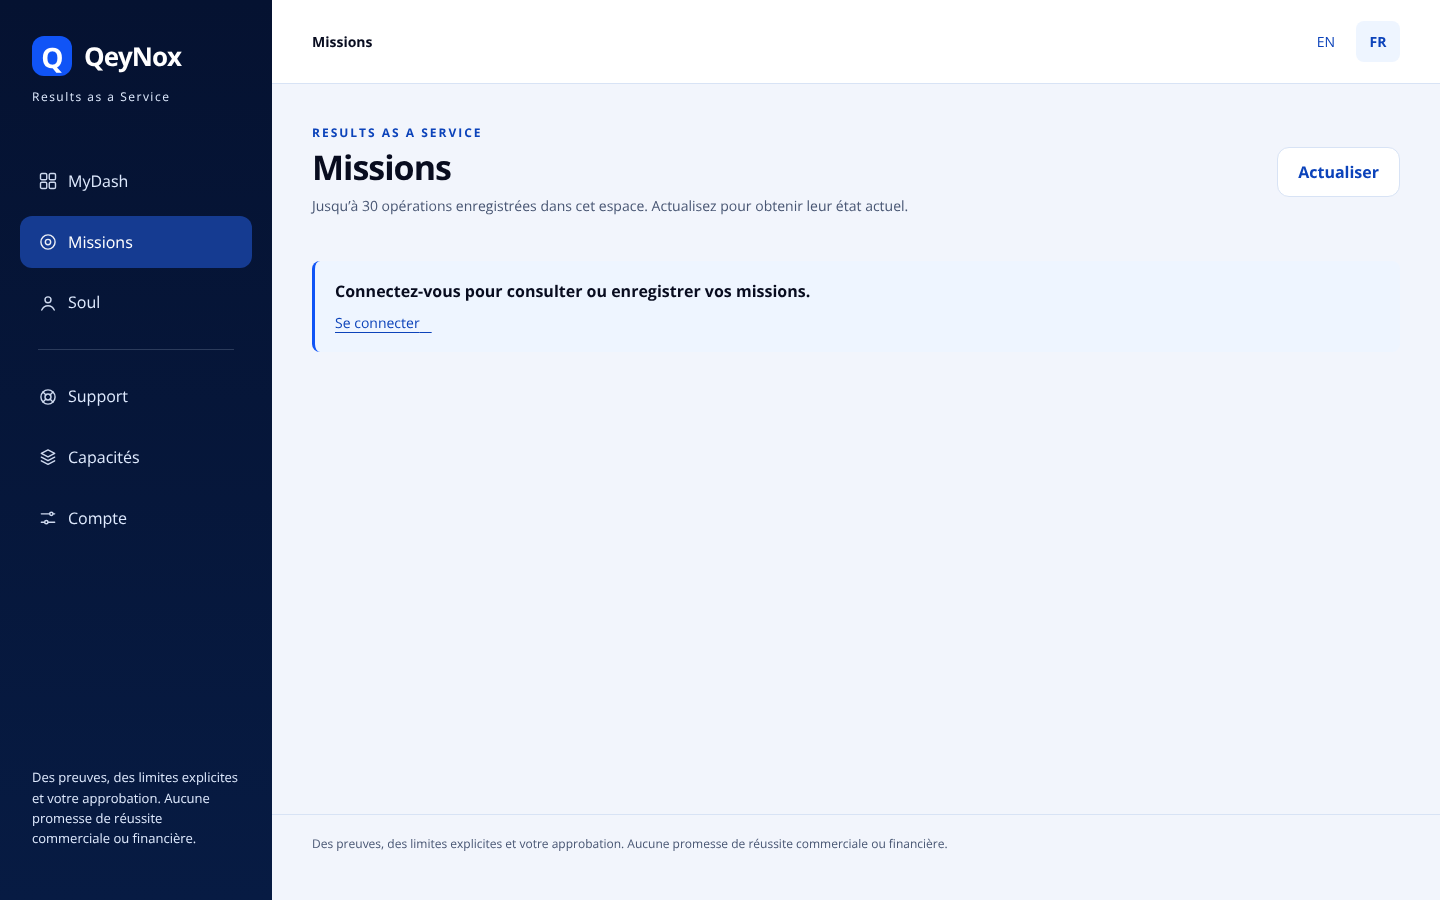 Q QeyNox
Results as a Service
MyDash
Missions
Soul
Support
Capacités
Compte
Des preuves, des limites explicites
et votre approbation. Aucune
promesse de réussite
commerciale ou financière.
Missions
EN FR
RESULTS AS A SERVICE
Missions
Jusqu’à 30 opérations enregistrées dans cet espace. Actualisez pour obtenir leur état actuel.
Actualiser
Connectez-vous pour consulter ou enregistrer vos missions.
Se connecter
Des preuves, des limites explicites et votre approbation. Aucune promesse de réussite commerciale ou financière.